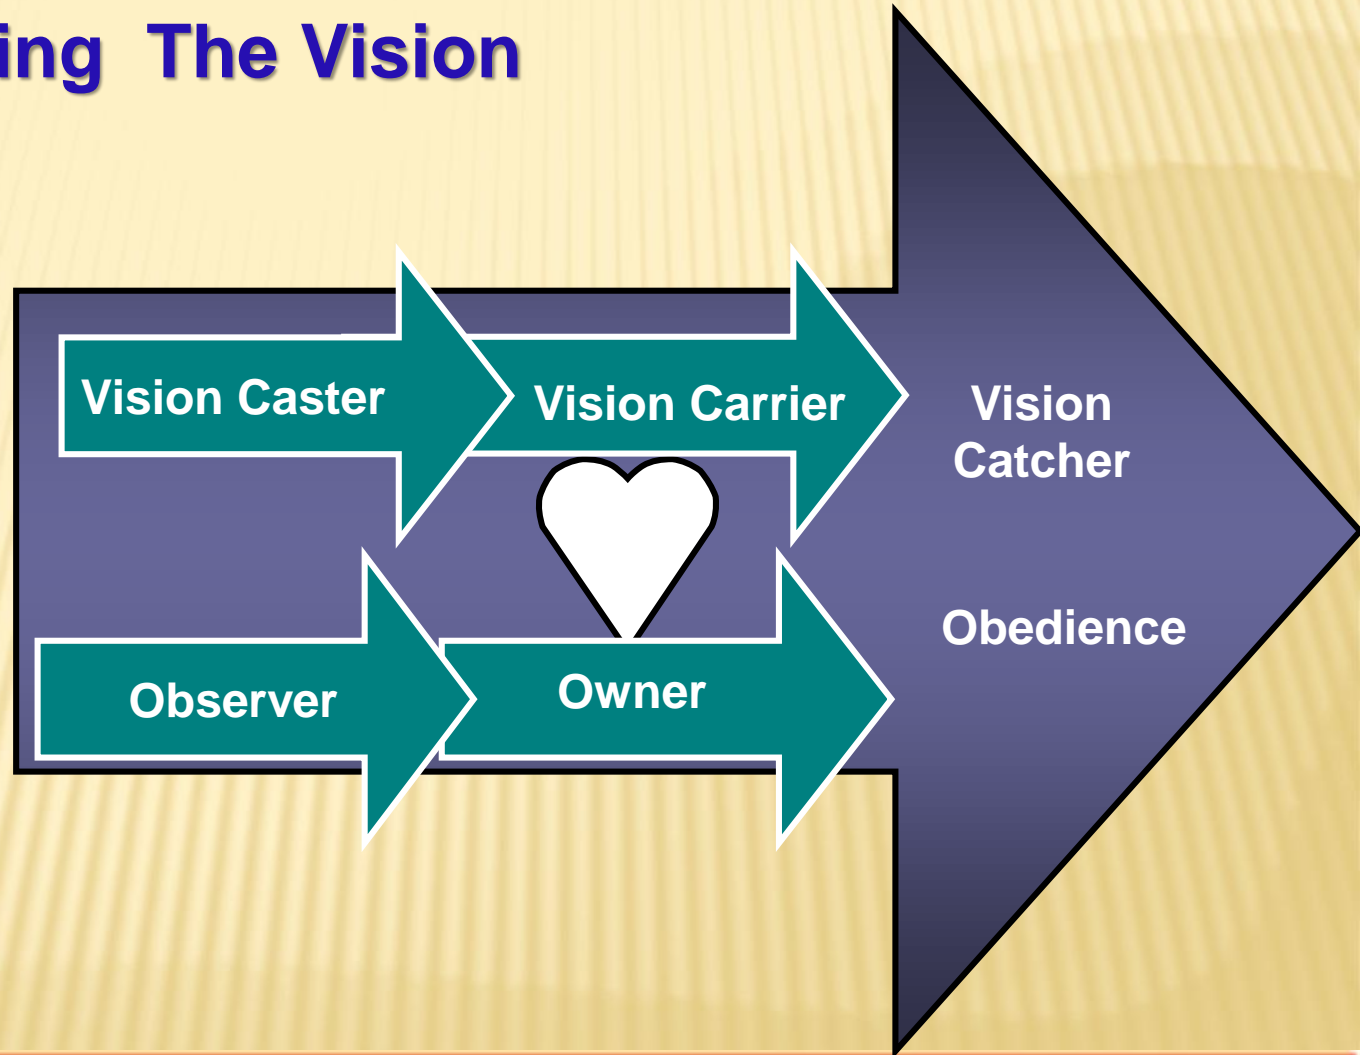 ing The Vision
Vision Caster
Vision Carrier
Vision
Catcher
Observer
Owner
Obedience